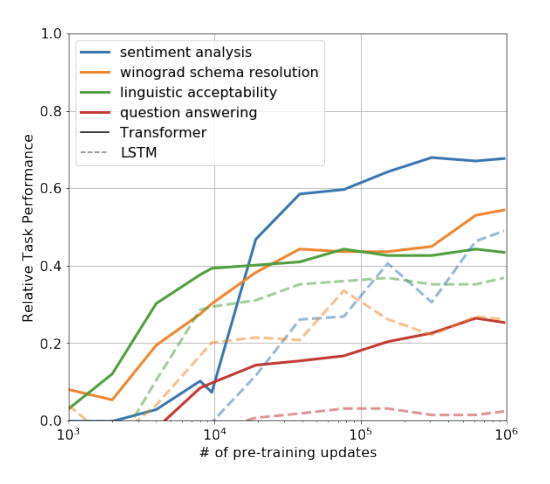 1.0
0.8
0.6
0.4
0.2
0.0
Relative Task Performance
sentiment analysis
winograd schema resolution
linguistic acceptability
question answering
Transformer
LSTM
10³
10⁴
10⁵
10⁶
# of pre-training updates